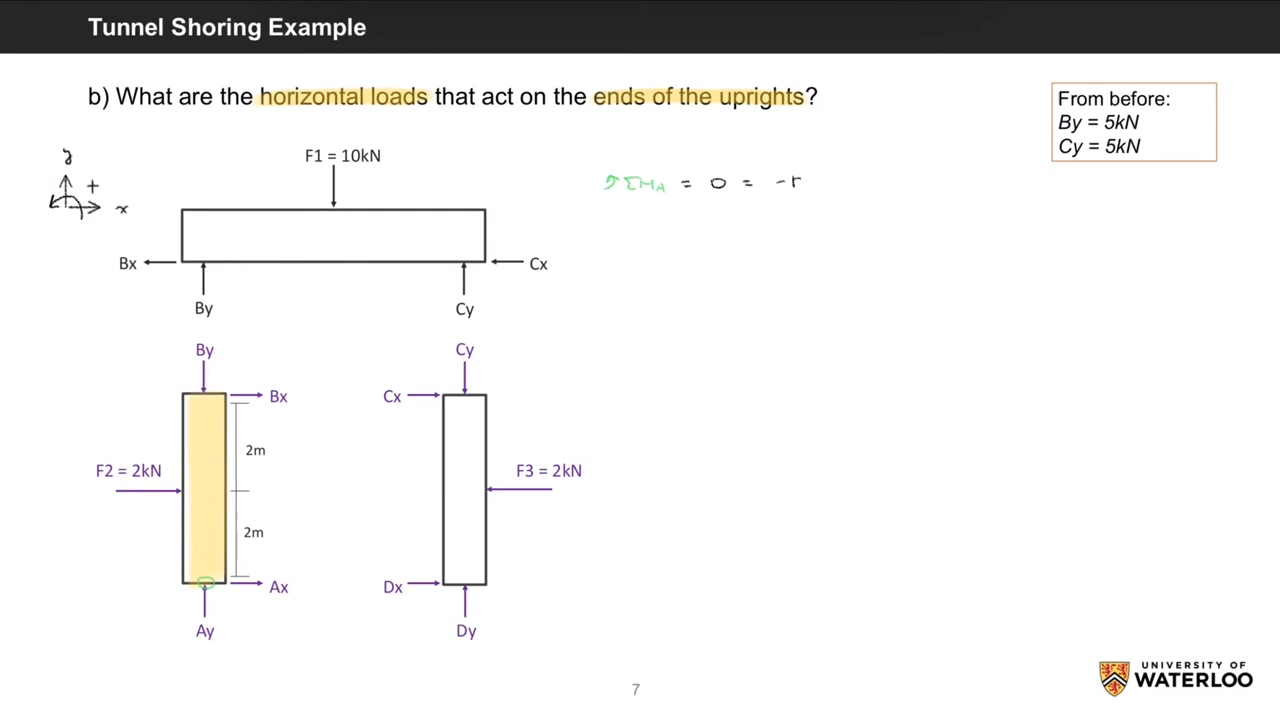 Tunnel Shoring Example
b) What are the horizontal loads that act on the ends of the uprights?
From before:
By = 5kN
Cy = 5kN
y
+
x
F1 = 10kN
ΣMA = 0 = -r
Bx
Cx
By
Cy
By
Cy
Bx
Cx
2m
F2 = 2kN
F3 = 2kN
2m
Ax
Dx
Ay
Dy
7
UNIVERSITY OF
WATERLOO